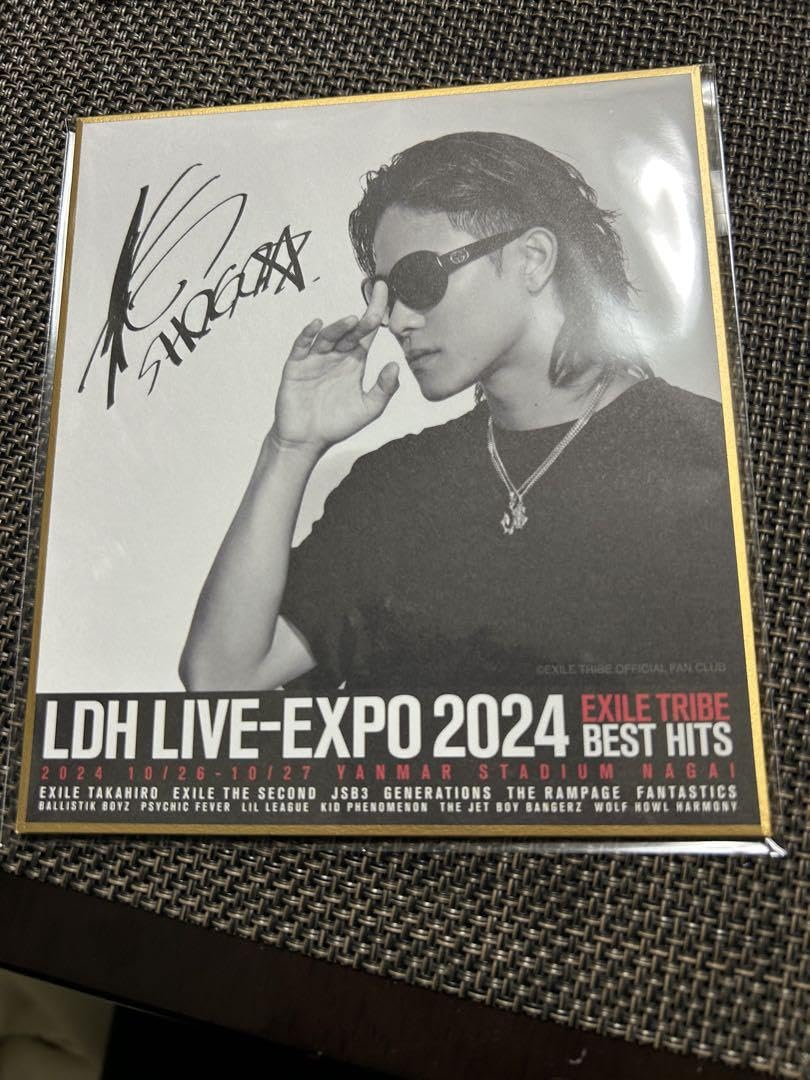 SHOGO
©EXILE TRIBE OFFICIAL FAN CLUB
LDH LIVE-EXPO 2024 EXILE TRIBE BEST HITS
2024 10/26-10/27 YANMAR STADIUM NAGAI
EXILE TAKAHIRO EXILE THE SECOND JSB3 GENERATIONS THE RAMPAGE FANTASTICS
BALLISTIK BOYZ PSYCHIC FEVER LIL LEAGUE KID PHENOMENON THE JET BOY BANGERZ WOLF HOWL HARMONY